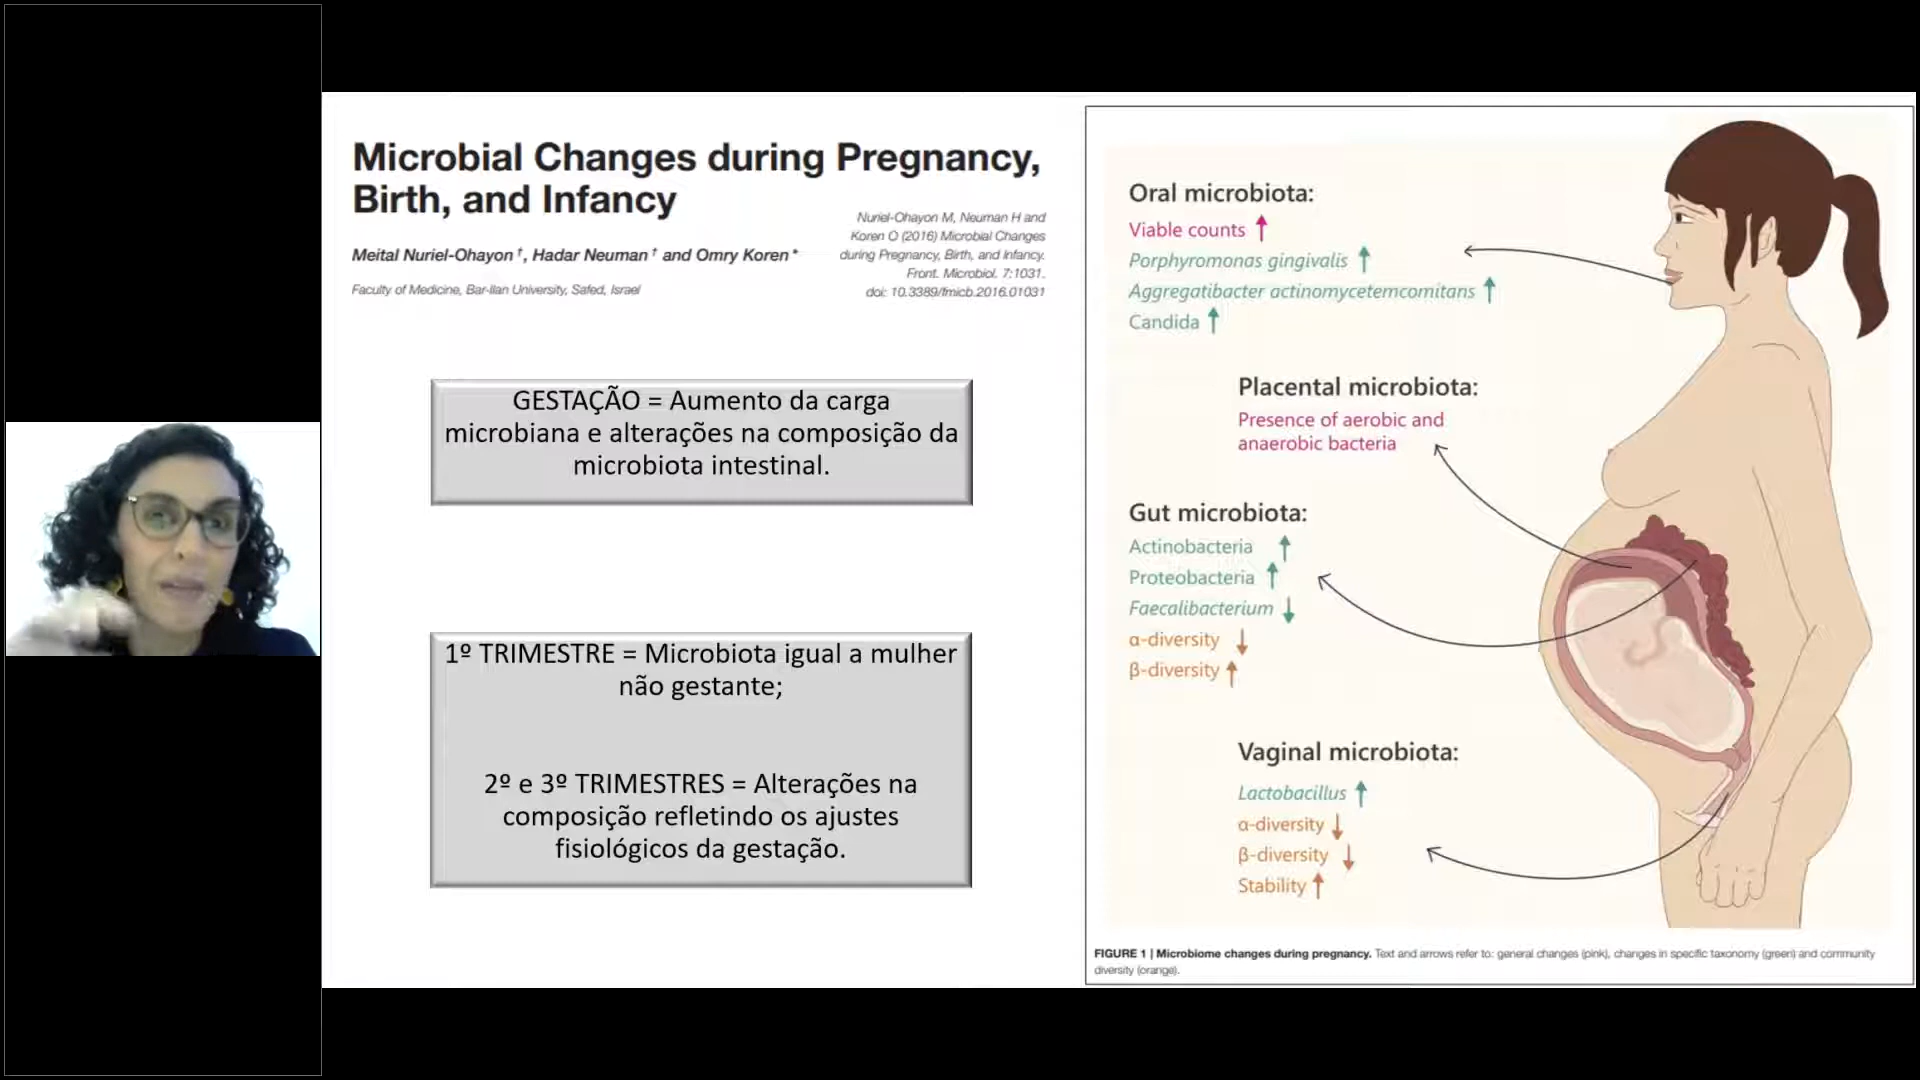 Microbial Changes during Pregnancy,
Birth, and Infancy
Nuriel-Ohayon M, Neuman H and
Koren O (2016) Microbial Changes
during Pregnancy, Birth, and Infancy.
Front. Microbiol. 7:1031.
doi: 10.3389/fmicb.2016.01031
Meital Nuriel-Ohayon †, Hadar Neuman † and Omry Koren *
Faculty of Medicine, Bar-Ilan University, Safed, Israel
GESTAÇÃO = Aumento da carga
microbiana e alterações na composição da
microbiota intestinal.
1º TRIMESTRE = Microbiota igual a mulher
não gestante;
2º e 3º TRIMESTRES = Alterações na
composição refletindo os ajustes
fisiológicos da gestação.
Oral microbiota:
Viable counts ↑
Porphyromonas gingivalis ↑
Aggregatibacter actinomycetemcomitans ↑
Candida ↑
Placental microbiota:
Presence of aerobic and
anaerobic bacteria
Gut microbiota:
Actinobacteria ↑
Proteobacteria ↑
Faecalibacterium ↓
α-diversity ↓
β-diversity ↑
Vaginal microbiota:
Lactobacillus ↑
α-diversity ↓
β-diversity ↓
Stability ↑
FIGURE 1 | Microbiome changes during pregnancy. Text and arrows refer to: general changes (pink), changes in specific taxonomy (green) and community
diversity (orange).